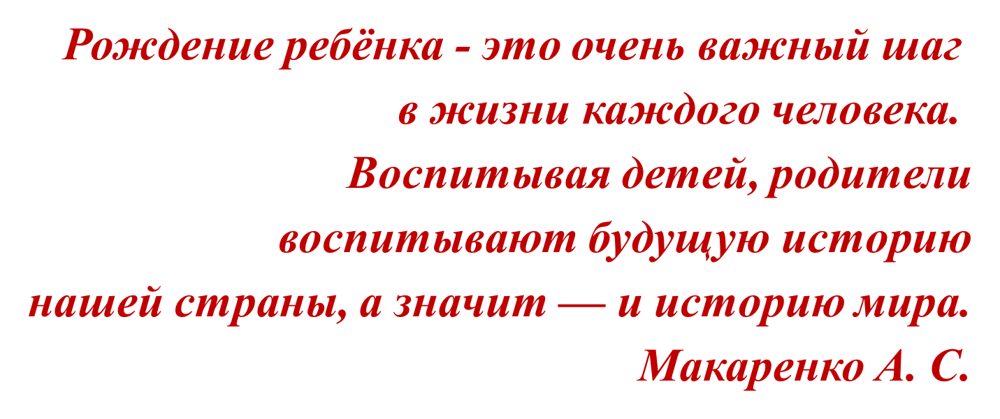 Рождение ребёнка - это очень важный шаг
в жизни каждого человека.
Воспитывая детей, родители
воспитывают будущую историю
нашей страны, а значит — и историю мира.
Макаренко А. С.